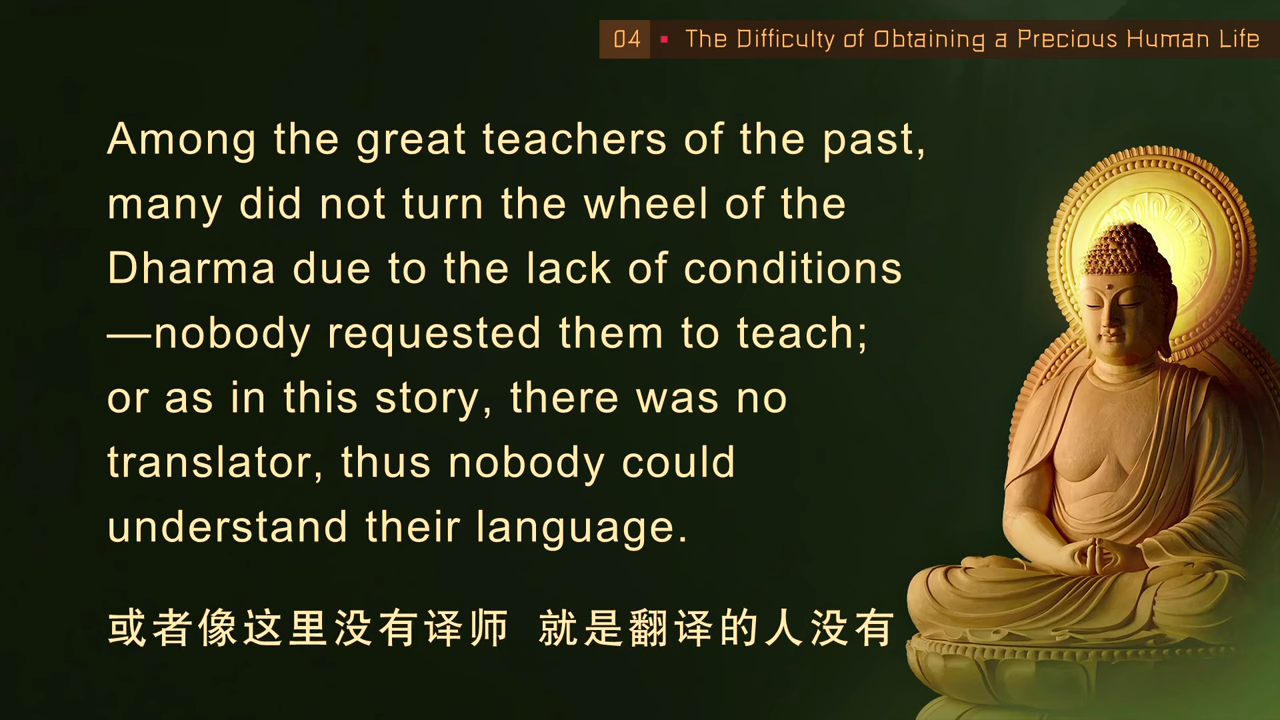 04 ▪ The Difficulty of Obtaining a Precious Human Life
Among the great teachers of the past,
many did not turn the wheel of the
Dharma due to the lack of conditions
—nobody requested them to teach;
or as in this story, there was no
translator, thus nobody could
understand their language.
或者像这里没有译师 就是翻译的人没有